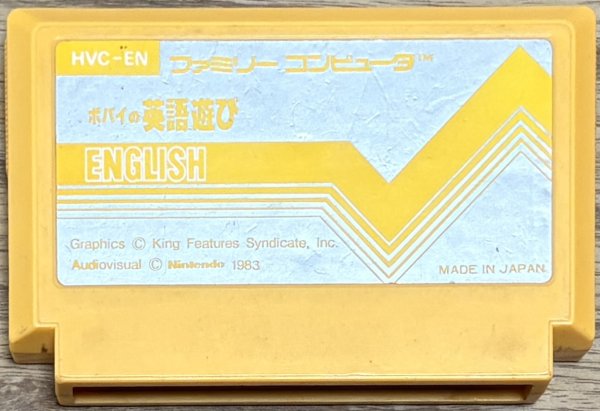 HVC-EN
ファミリー コンピュータ™
ポパイの英語遊び
ENGLISH
Graphics © King Features Syndicate, Inc.
Audiovisual © Nintendo 1983
MADE IN JAPAN